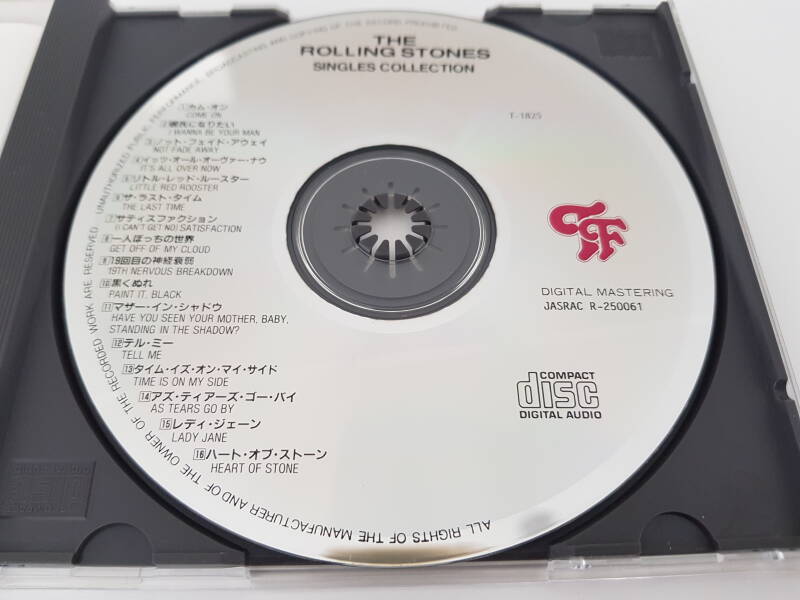 THE
ROLLING STONES
SINGLES COLLECTION
T-1825
①カム・オン
COME ON
②彼氏になりたい
I WANNA BE YOUR MAN
③ノット・フェイド・アウェイ
NOT FADE AWAY
④イッツ・オール・オーヴァー・ナウ
IT'S ALL OVER NOW
⑤リトル・レッド・ルースター
LITTLE RED ROOSTER
⑥ザ・ラスト・タイム
THE LAST TIME
⑦サティスファクション
(I CAN'T GET NO) SATISFACTION
⑧一人ぼっちの世界
GET OFF OF MY CLOUD
⑨19回目の神経衰弱
19TH NERVOUS BREAKDOWN
⑩黒くぬれ
PAINT IT, BLACK
⑪マザー・イン・シャドウ
HAVE YOU SEEN YOUR MOTHER, BABY,
STANDING IN THE SHADOW?
⑫テル・ミー
TELL ME
⑬タイム・イズ・オン・マイ・サイド
TIME IS ON MY SIDE
⑭アズ・ティアーズ・ゴー・バイ
AS TEARS GO BY
⑮レディ・ジェーン
LADY JANE
⑯ハート・オブ・ストーン
HEART OF STONE
DIGITAL MASTERING
JASRAC R-250061
COMPACT
disc
DIGITAL AUDIO
ALL RIGHTS OF THE MANUFACTURER AND OF THE OWNER OF THE RECORDED WORK ARE RESERVED. UNAUTHORIZED PUBLIC PERFORMANCE, BROADCASTING AND COPYING OF THIS RECORD PROHIBITED